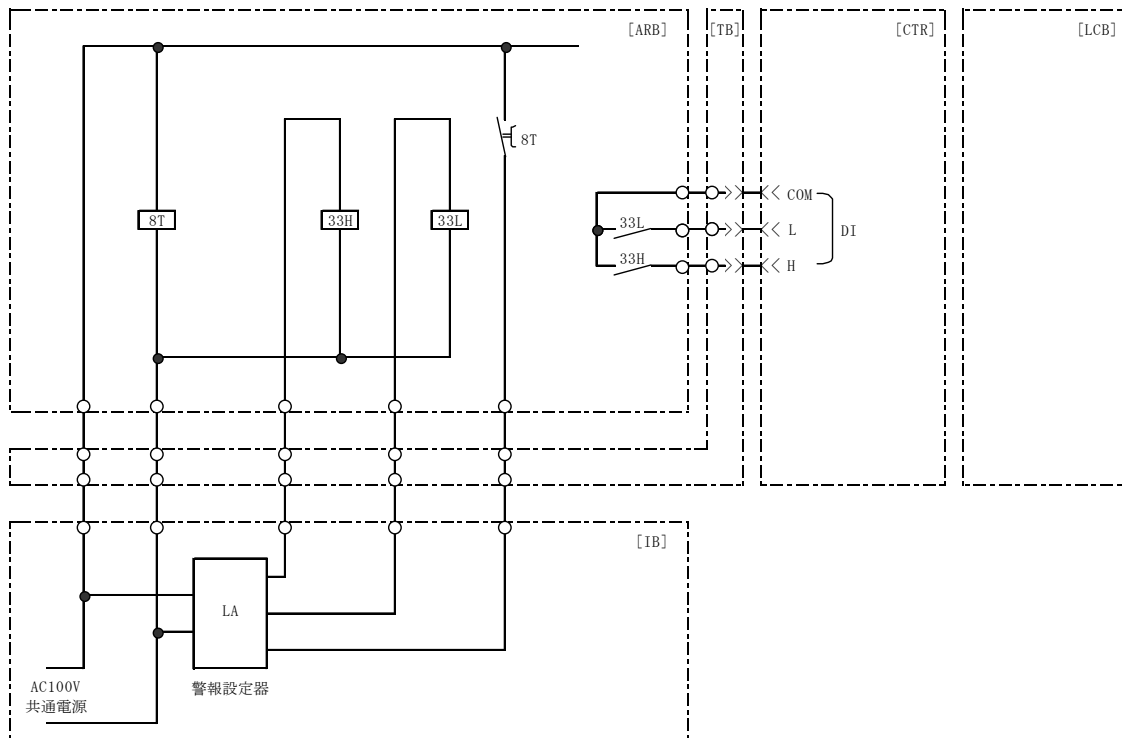 [ARB]
[TB]
[CTR]
[LCB]
8T
8T
33H
33L
COM
33L
L
DI
33H
H
[IB]
LA
AC100V
共通電源
警報設定器